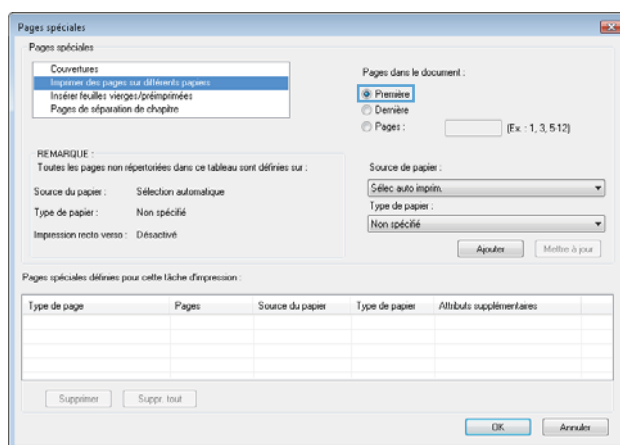 Pages spéciales
Pages spéciales
Couvertures
Imprimer des pages sur différents papiers
Insérer feuilles vierges/préimprimées
Pages de séparation de chapitre
Pages dans le document :
Première
Dernière
Pages :
(Ex. : 1, 3, 5-12)
REMARQUE :
Toutes les pages non répertoriées dans ce tableau sont définies sur :
Source du papier : Sélection automatique
Type de papier : Non spécifié
Impression recto verso : Désactivé
Source de papier :
Sélec auto imprim.
Type de papier :
Non spécifié
Ajouter Mettre à jour
Pages spéciales définies pour cette tâche d'impression :
Type de page Pages Source du papier Type de papier Attributs supplémentaires
Supprimer Suppr. tout
OK Annuler